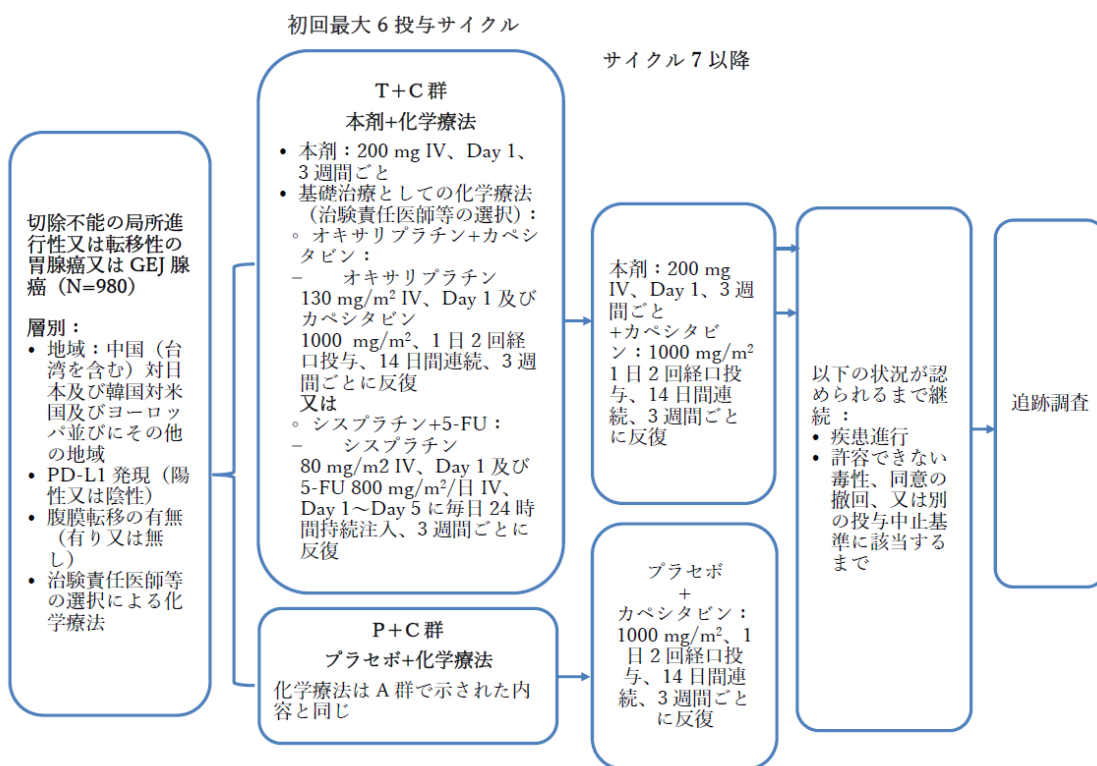 初回最大 6 投与サイクル
サイクル 7 以降
切除不能の局所進
行性又は転移性の
胃腺癌又は GEJ 腺
癌（N=980）
層別：
• 地域：中国（台
湾を含む）対日
本及び韓国対米
国及びヨーロッ
パ並びにその他
の地域
• PD-L1 発現（陽
性又は陰性）
• 腹膜転移の有無
（有り又は無
し）
• 治験責任医師等
の選択による化
学療法
T+C 群
本剤+化学療法
• 本剤：200 mg IV、Day 1、
3 週間ごと
• 基礎治療としての化学療法
（治験責任医師等の選択）：
◦ オキサリプラチン+カペシ
タビン：
– オキサリプラチン
130 mg/m² IV、Day 1 及び
カペシタビン
1000 mg/m²、1 日 2 回経
口投与、14 日間連続、3 週
間ごとに反復
又は
◦ シスプラチン+5-FU：
– シスプラチン
80 mg/m2 IV、Day 1 及び
5-FU 800 mg/m²/日 IV、
Day 1～Day 5 に毎日 24 時
間持続注入、3 週間ごとに
反復
P+C 群
プラセボ+化学療法
化学療法は A 群で示された内
容と同じ
本剤：200 mg
IV、Day 1、3 週
間ごと
+カペシタビ
ン：1000 mg/m²
1 日 2 回経口投
与、14 日間連
続、3 週間ごと
に反復
プラセボ
+
カペシタビン：
1000 mg/m²、1
日 2 回経口投
与、14 日間連
続、3 週間ごと
に反復
以下の状況が認
められるまで継
続：
• 疾患進行
• 許容できない
毒性、同意の
撤回、又は別
の投与中止基
準に該当する
まで
追跡調査